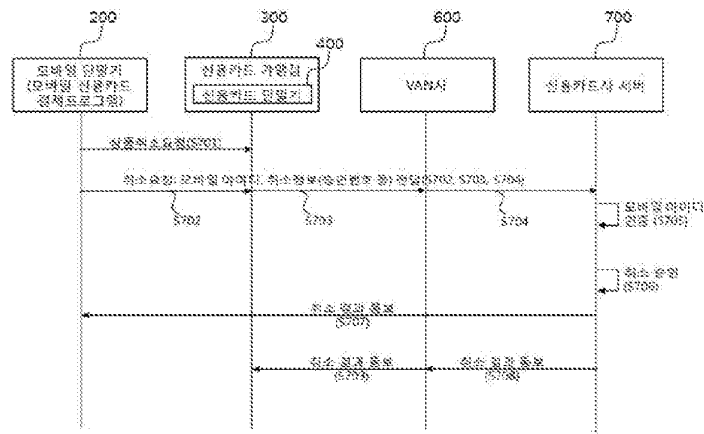 200
300
400
600
700
모바일 단말기
(모바일 신용카드
결제프로그램)
신용카드 가맹점
신용카드 단말기
VAN사
신용카드사 서버
상품취소요청(S701)
취소요청: 모바일 아이디, 취소정보(승인번호 등) 전달(S702, S703, S704)
S702
S703
S704
모바일 아이디
인증 (S705)
취소 승인
(S706)
취소 결과 통보
(S707)
취소 결과 통보
(S709)
취소 결과 통보
(S708)